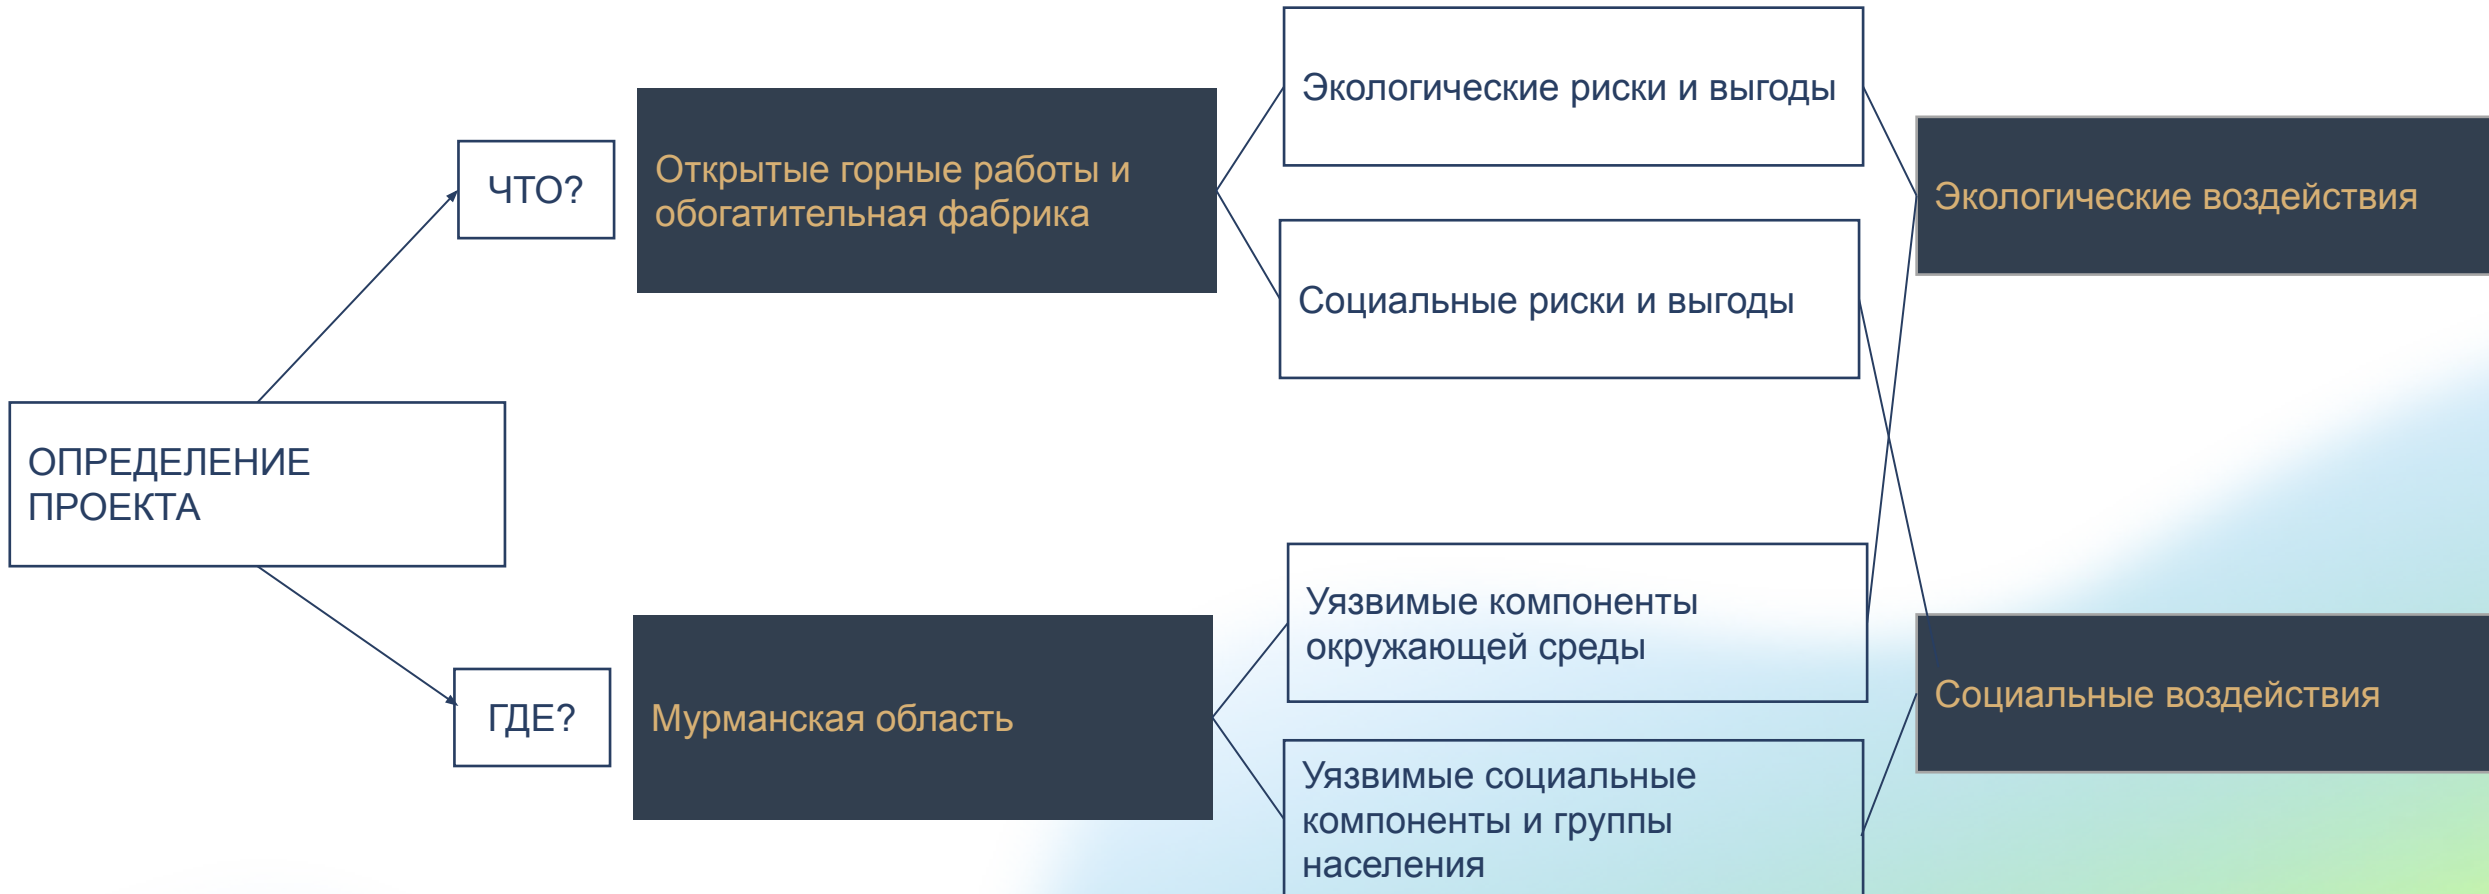 ОПРЕДЕЛЕНИЕ
ПРОЕКТА
ЧТО?
Открытые горные работы и
обогатительная фабрика
Экологические риски и выгоды
Социальные риски и выгоды
Экологические воздействия
ГДЕ?
Мурманская область
Уязвимые компоненты
окружающей среды
Уязвимые социальные
компоненты и группы
населения
Социальные воздействия